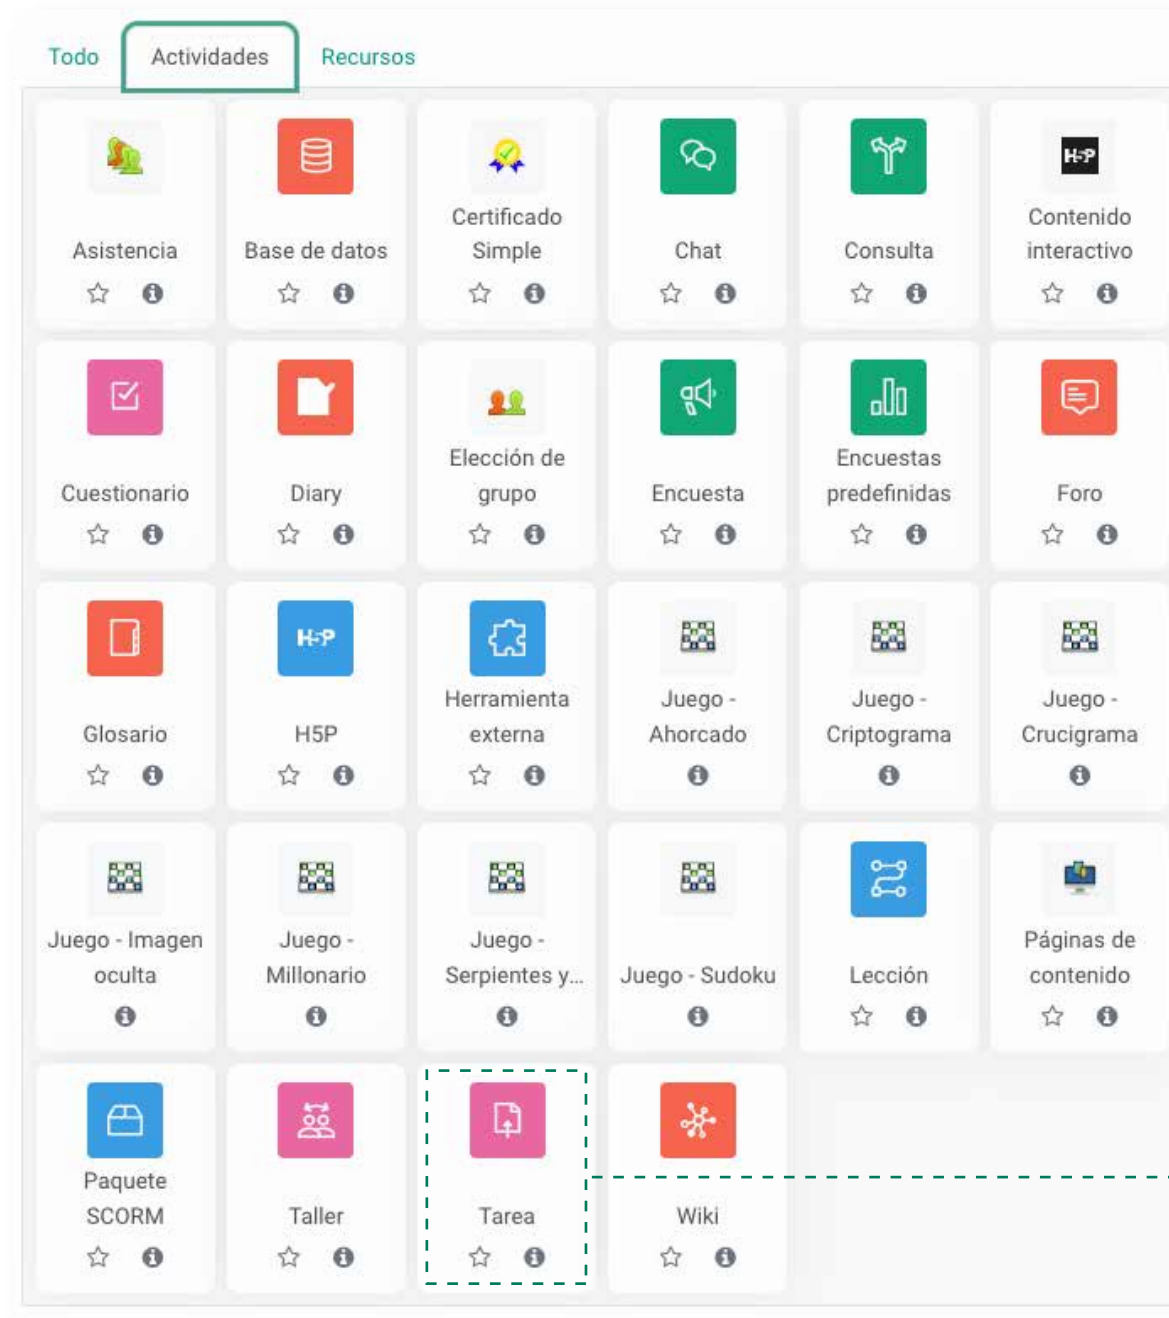 Todo
Actividades
Recursos
H5P
Asistencia
Base de datos
Certificado
Simple
Chat
Consulta
Contenido
interactivo
Cuestionario
Diary
Elección de
grupo
Encuesta
Encuestas
predefinidas
Foro
H5P
Glosario
H5P
Herramienta
externa
Juego -
Ahorcado
Juego -
Criptograma
Juego -
Crucigrama
Juego - Imagen
oculta
Juego -
Millonario
Juego -
Serpientes y...
Juego - Sudoku
Lección
Páginas de
contenido
Paquete
SCORM
Taller
Tarea
Wiki